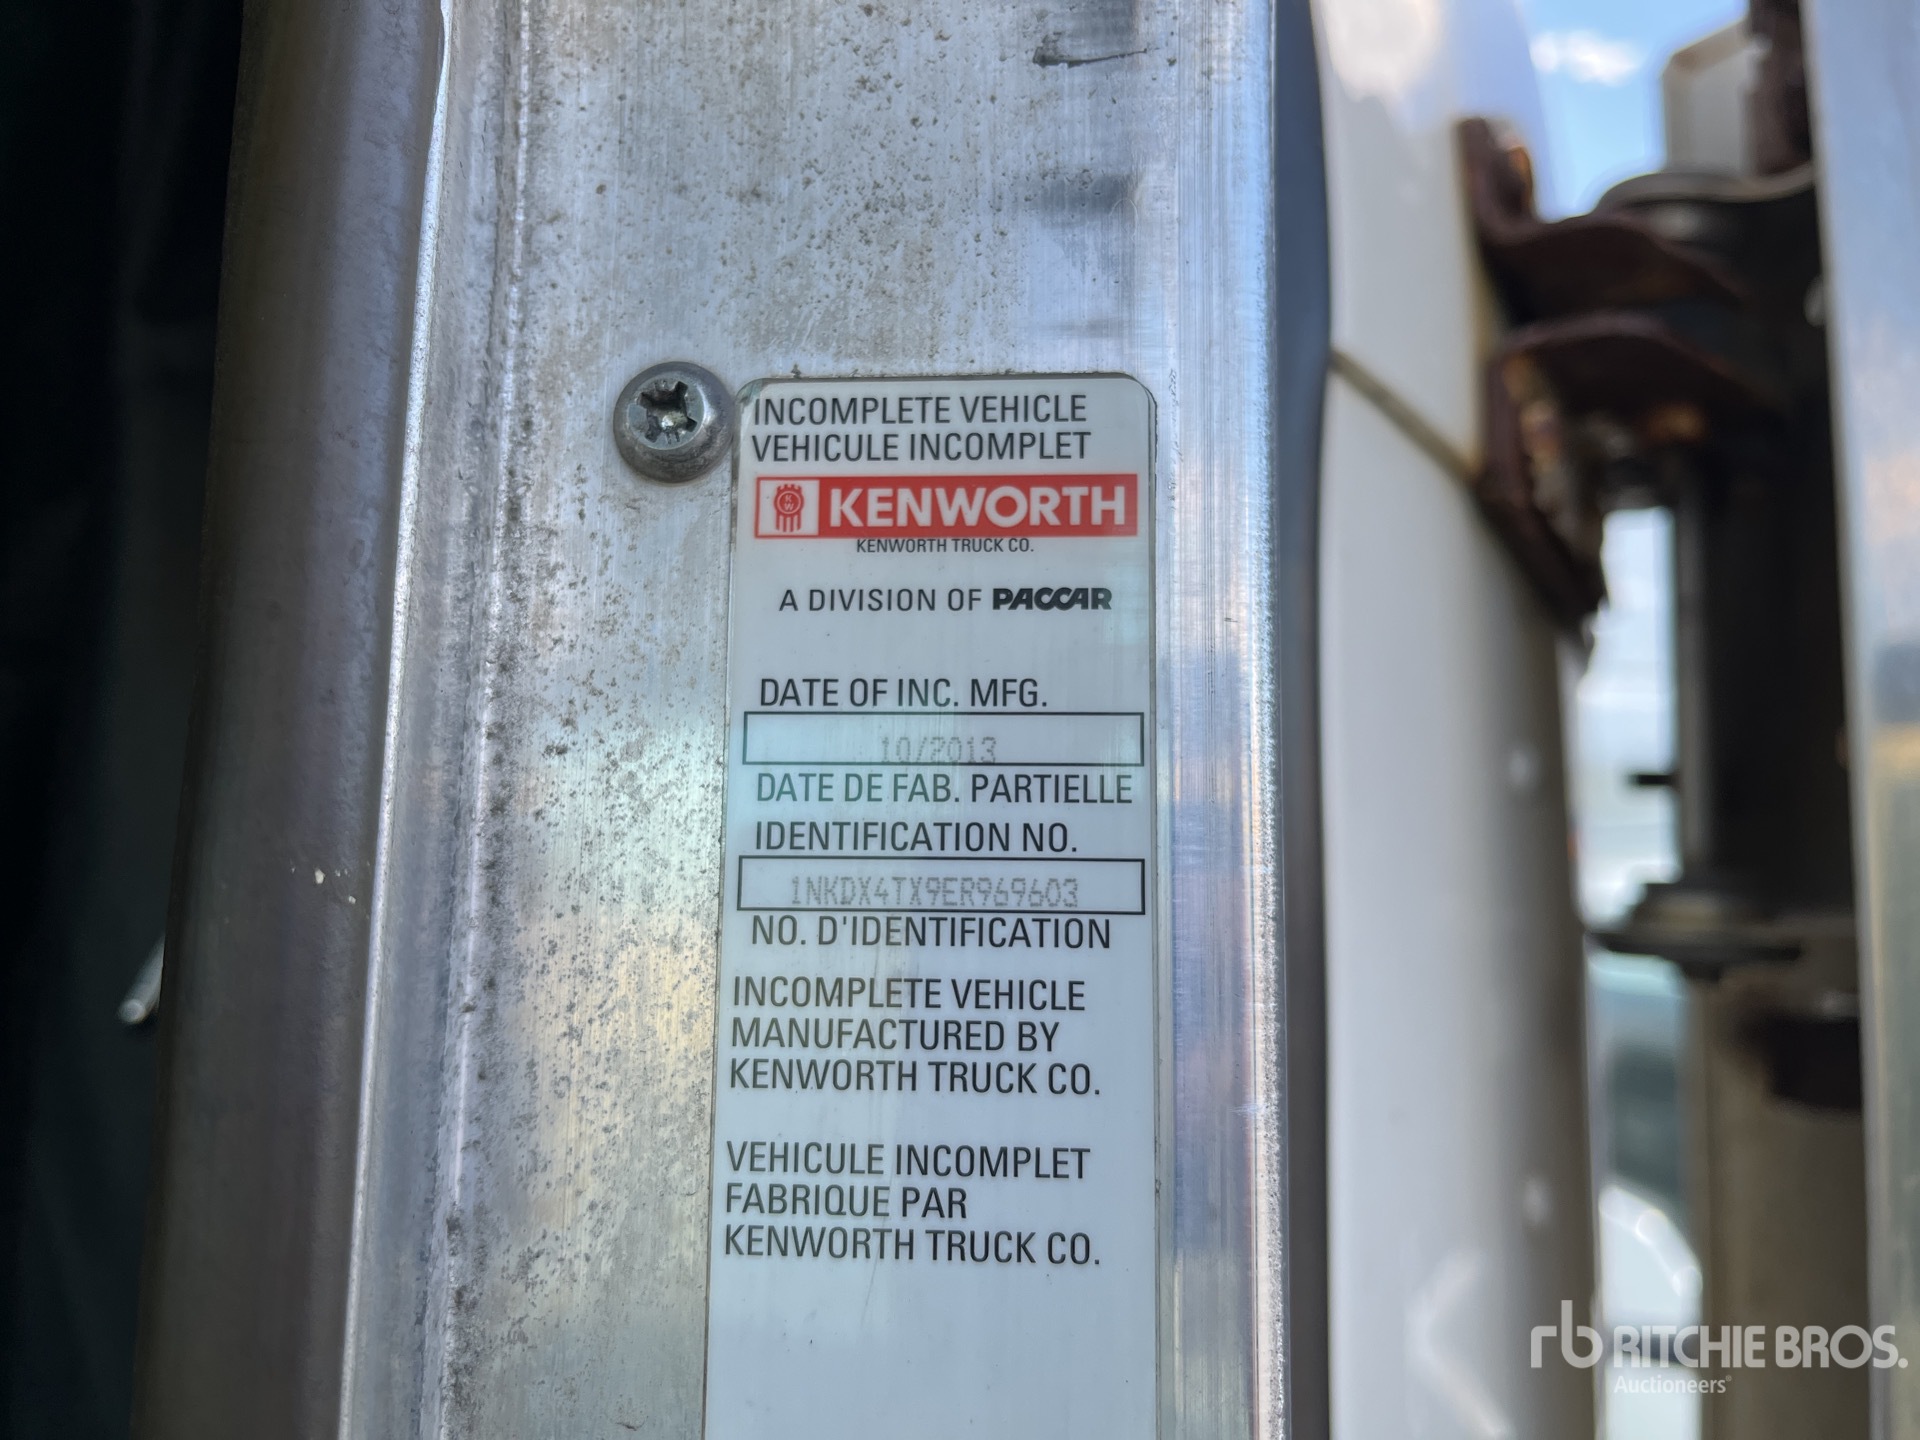 INCOMPLETE VEHICLE
VEHICULE INCOMPLET
KW KENWORTH
KENWORTH TRUCK CO.
A DIVISION OF PACCAR
DATE OF INC. MFG.
10/2013
DATE DE FAB. PARTIELLE
IDENTIFICATION NO.
1NKDX4TX9ER969603
NO. D'IDENTIFICATION
INCOMPLETE VEHICLE
MANUFACTURED BY
KENWORTH TRUCK CO.
VEHICULE INCOMPLET
FABRIQUE PAR
KENWORTH TRUCK CO.
rb RITCHIE BROS.
Auctioneers